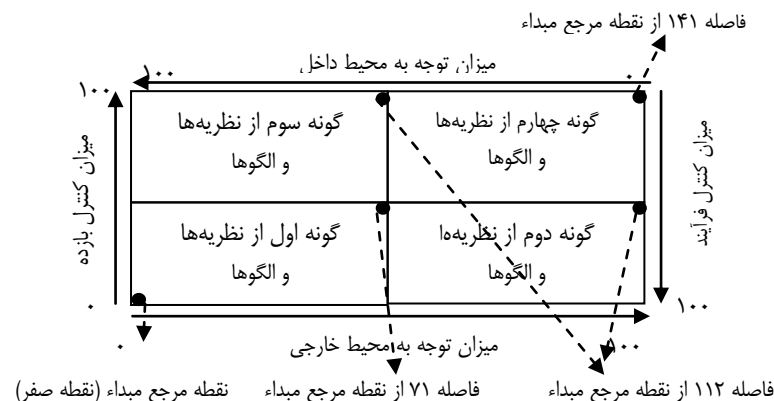 فاصله ۱۴۱ از نقطه مرجع مبداء
میزان توجه به محیط داخل
۰
۱۰۰
۱۰۰
میزان کنترل فرآیند
گونه چهارم از نظریه‌ها
و الگوها
گونه سوم از نظریه‌ها
و الگوها
میزان کنترل بازده
گونه دوم از نظریه‌ها
و الگوها
گونه اول از نظریه‌ها
و الگوها
۱۰۰
۰
۱۰۰
میزان توجه به محیط خارجی
۰
فاصله ۱۱۲ از نقطه مرجع مبداء
فاصله ۷۱ از نقطه مرجع مبداء
نقطه مرجع مبداء (نقطه صفر)